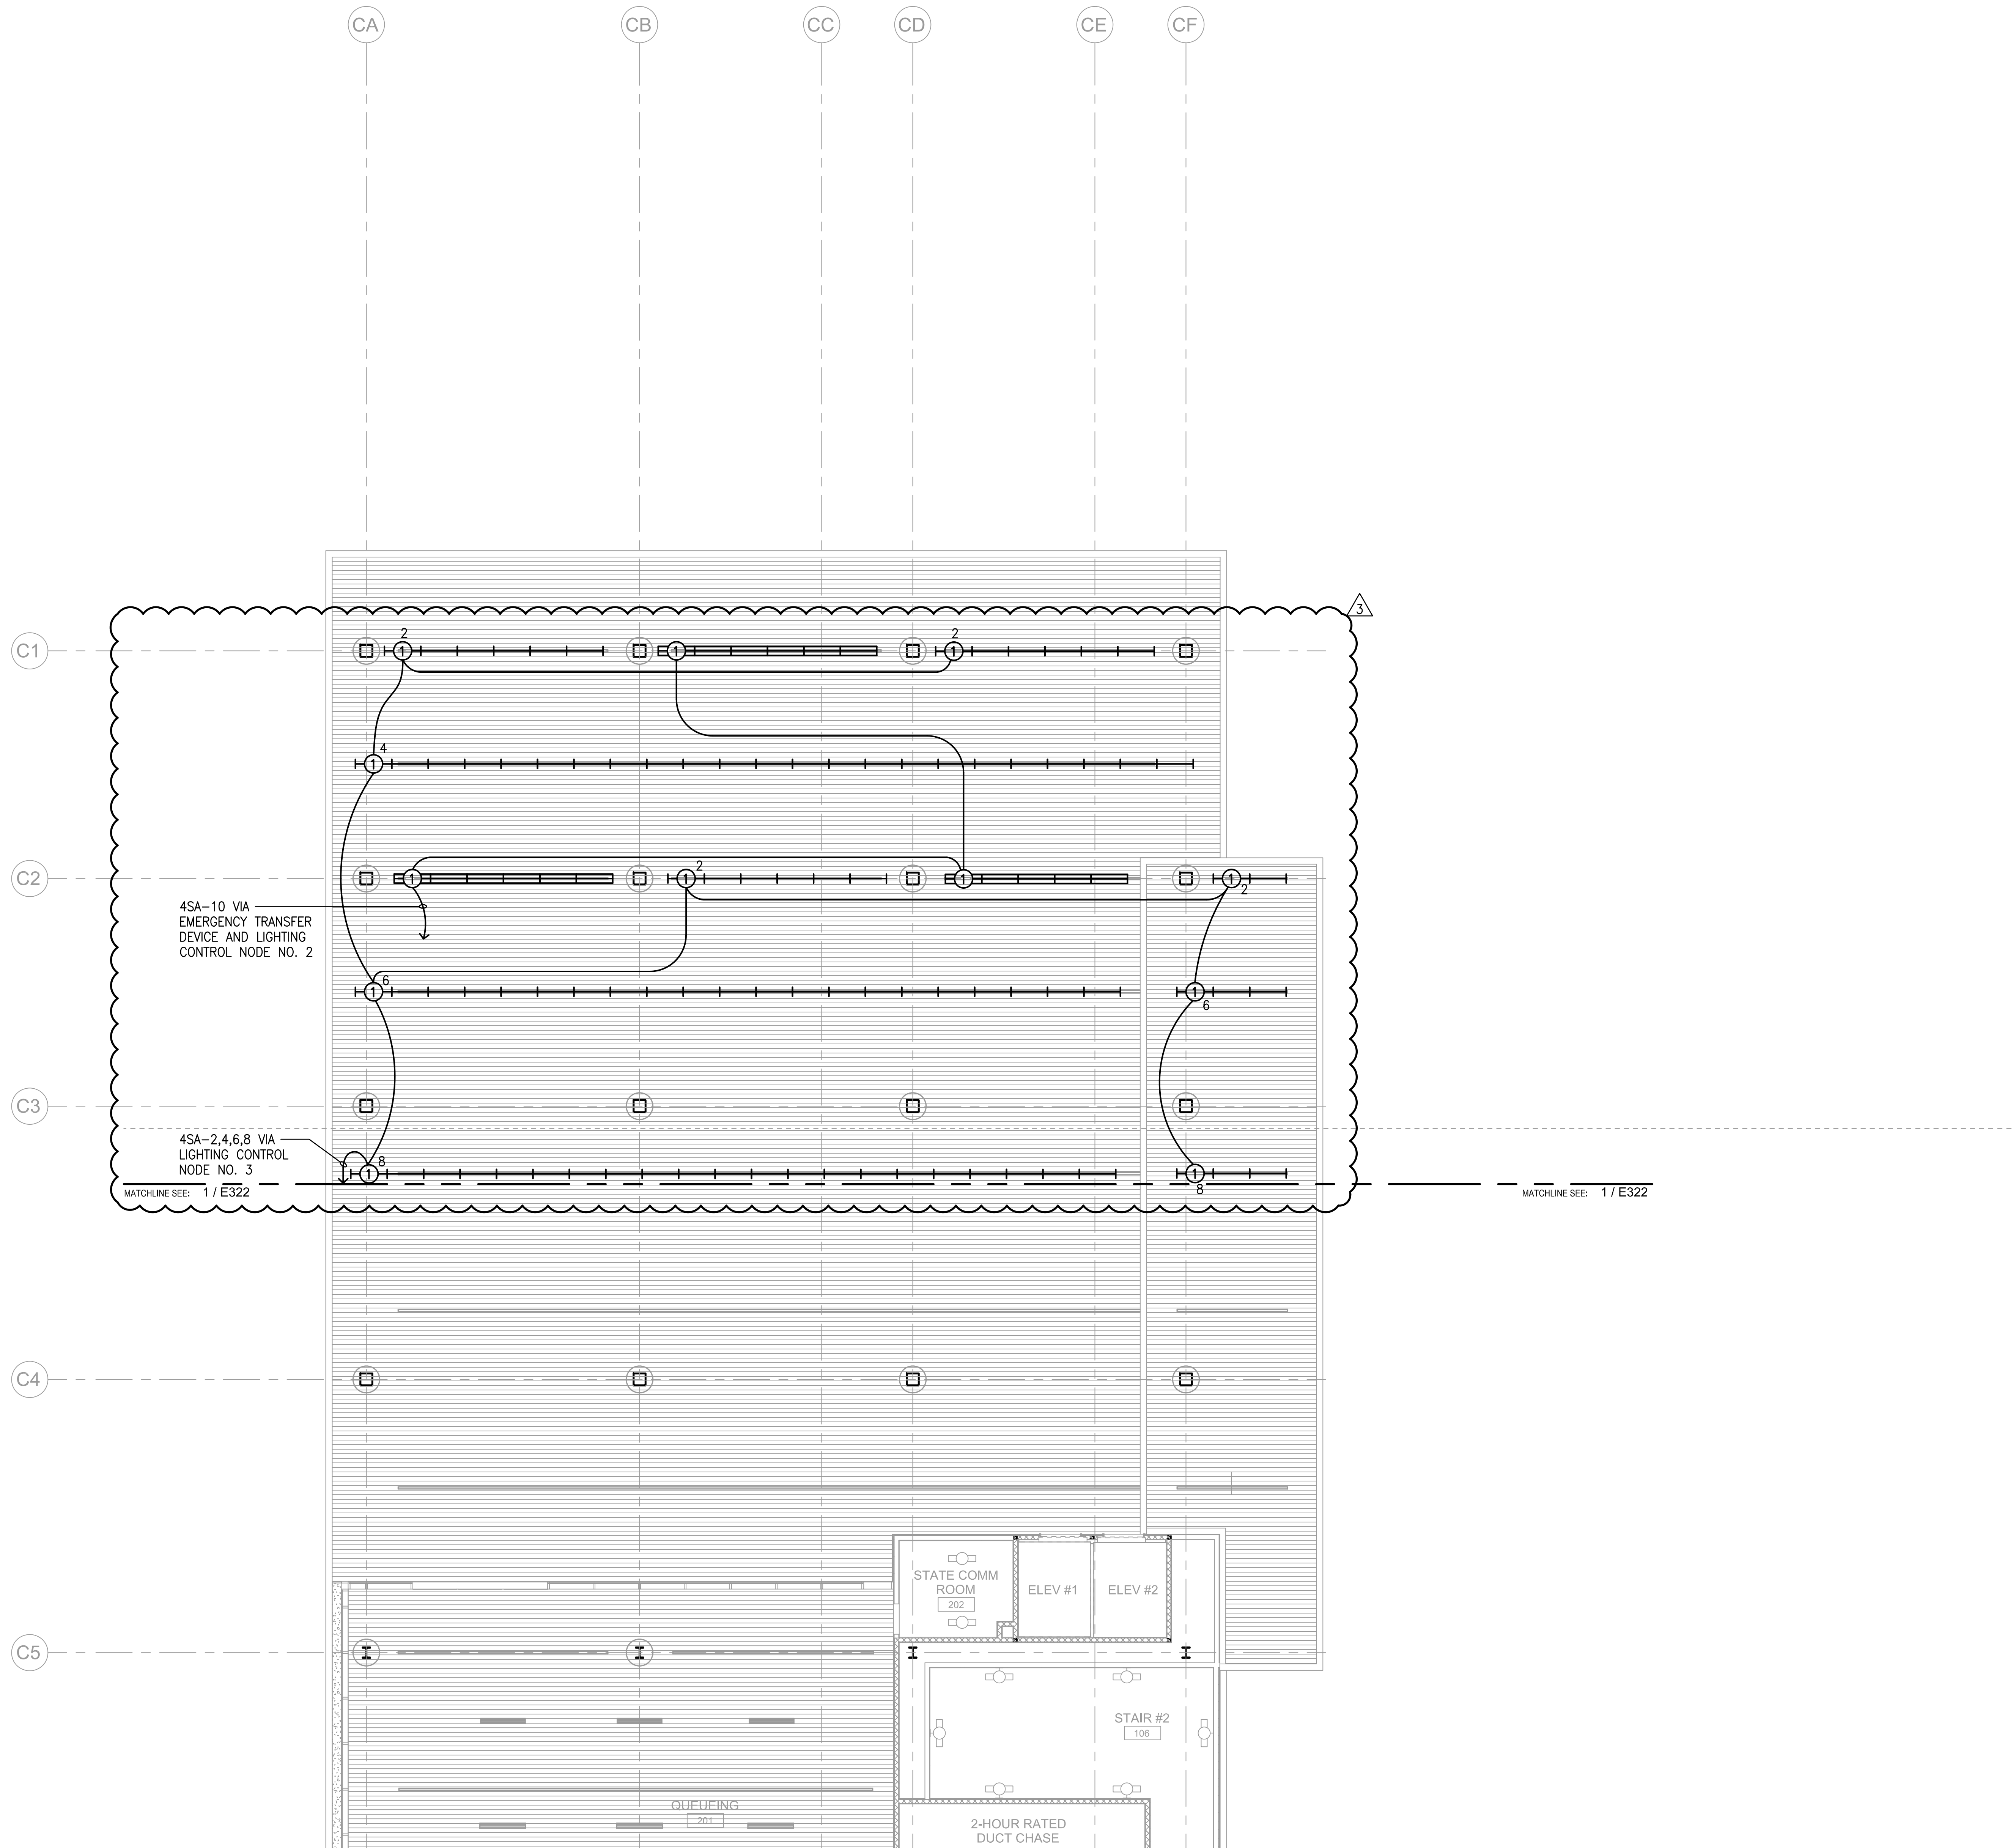 CA
CB
CC
CD
CE
CF
3
C1
2
1
1
2
1
4
1
C2
1
2
1
1
1
2
4SA-10 VIA
EMERGENCY TRANSFER
DEVICE AND LIGHTING
CONTROL NODE NO. 2
6
1
1
6
C3
4SA-2,4,6,8 VIA
LIGHTING CONTROL
NODE NO. 3
8
1
1
8
MATCHLINE SEE: 1 / E322
MATCHLINE SEE: 1 / E322
C4
STATE COMM
ROOM
202
ELEV #1
ELEV #2
C5
STAIR #2
106
QUEUEING
201
2-HOUR RATED
DUCT CHASE